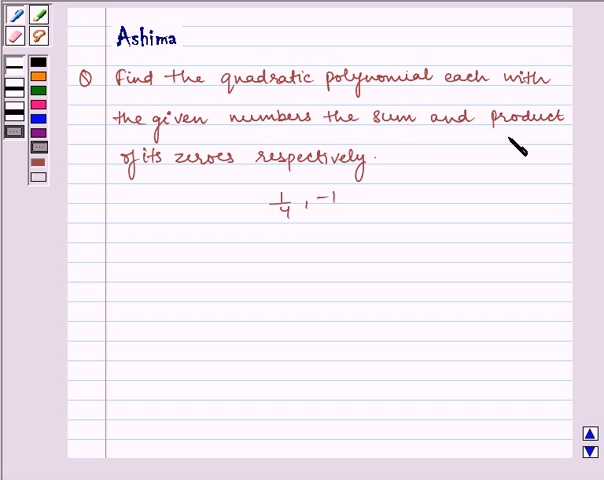 Ashima
Q Find the quadratic polynomial each with
the given numbers the sum and product
of its zeroes respectively.
1/4, -1